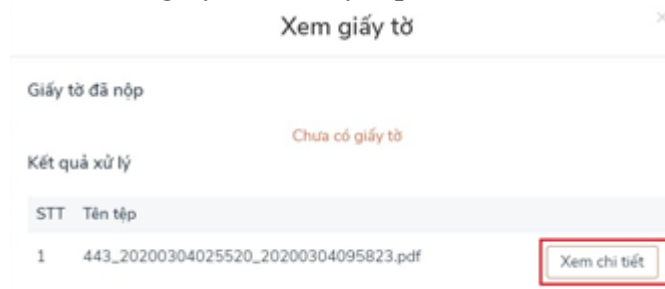 Xem giấy tờ
Giấy tờ đã nộp
Chưa có giấy tờ
Kết quả xử lý
STT Tên tệp
1 443_20200304025520_20200304095823.pdf Xem chi tiết